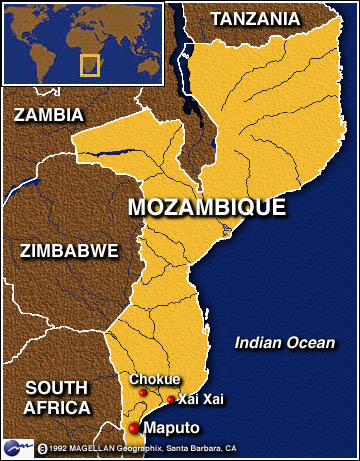 TANZANIA
ZAMBIA
MOZAMBIQUE
ZIMBABWE
Indian Ocean
Chokue
Xai Xai
SOUTH
AFRICA
Maputo
© 1992 MAGELLAN Geographix, Santa Barbara, CA